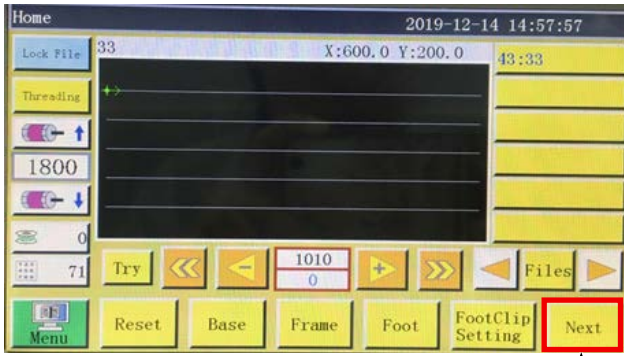 Home 2019-12-14 14:57:57
Lock File
33 X:600.0 Y:200.0
43:33
Threading
1800
0
71
Try
1010
0
Files
Menu
Reset
Base
Frame
Foot
FootClip
Setting
Next